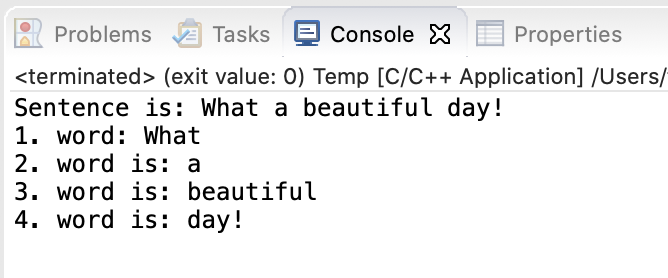 Problems Tasks Console Properties
<terminated> (exit value: 0) Temp [C/C++ Application] /Users/
Sentence is: What a beautiful day!
1. word: What
2. word is: a
3. word is: beautiful
4. word is: day!